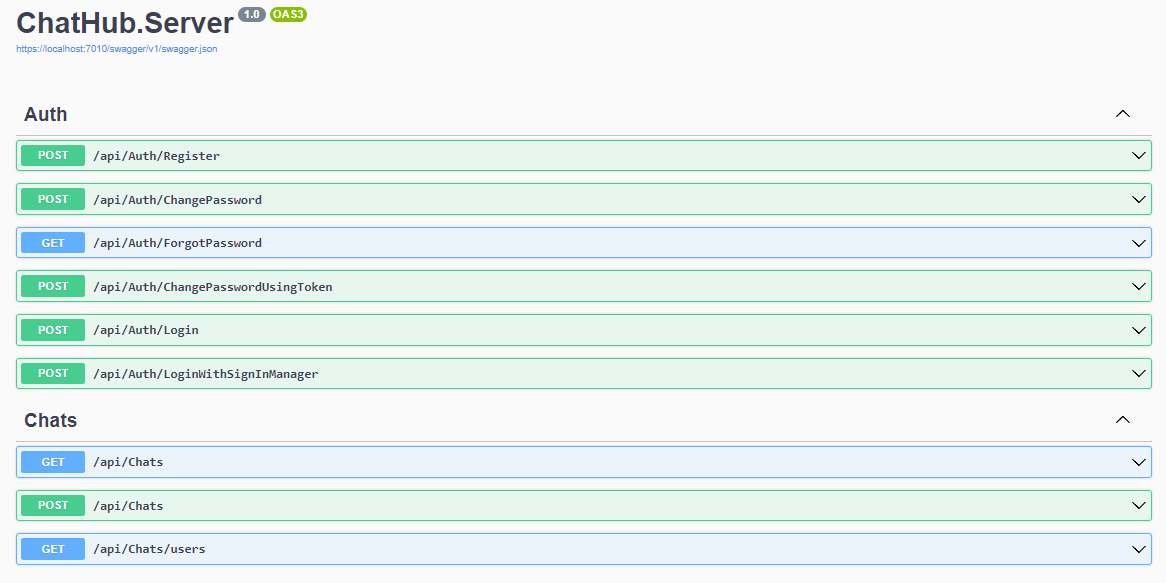 ChatHub.Server 1.0 OAS3
https://localhost:7010/swagger/v1/swagger.json
Auth
POST /api/Auth/Register
POST /api/Auth/ChangePassword
GET /api/Auth/ForgotPassword
POST /api/Auth/ChangePasswordUsingToken
POST /api/Auth/Login
POST /api/Auth/LoginWithSignInManager
Chats
GET /api/Chats
POST /api/Chats
GET /api/Chats/users